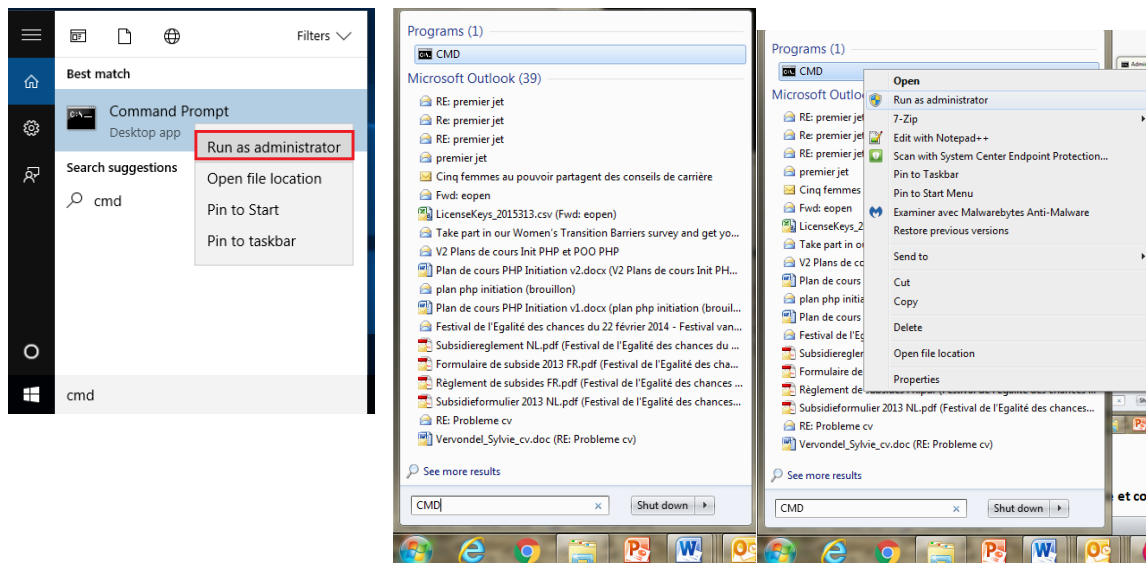 Filters
Best match
Command Prompt
Desktop app
Run as administrator
Search suggestions
Open file location
cmd
Pin to Start
Pin to taskbar
cmd
Programs (1)
CMD
Microsoft Outlook (39)
RE: premier jet
Re: premier jet
RE: premier jet
premier jet
Cinq femmes au pouvoir partagent des conseils de carrière
Fwd: eopen
LicenseKeys_2015313.csv (Fwd: eopen)
Take part in our Women's Transition Barriers survey and get yo...
V2 Plans de cours Init PHP et POO PHP
Plan de cours PHP Initiation v2.docx (V2 Plans de cours Init PH...
plan php initiation (brouillon)
Plan de cours PHP Initiation v1.docx (plan php initiation (brouil...
Festival de l'Egalité des chances du 22 février 2014 - Festival van...
Subsidiereglement NL.pdf (Festival de l'Egalité des chances du ...
Formulaire de subside 2013 FR.pdf (Festival de l'Egalité des cha...
Règlement de subsides FR.pdf (Festival de l'Egalité des chances ...
Subsidieformulier 2013 NL.pdf (Festival de l'Egalité des chances...
RE: Probleme cv
Vervondel_Sylvie_cv.doc (RE: Probleme cv)
See more results
CMD
Shut down
Programs (1)
CMD
Microsoft Outlo
RE: premier jet
Re: premier jet
RE: premier jet
premier jet
Cinq femmes
Fwd: eopen
LicenseKeys_2
Take part in ou
V2 Plans de co
Plan de cours
plan php initia
Plan de cours
Festival de l'Eg
Subsidieregler
Formulaire de
Règlement de
Subsidieformulier 2013 NL.pdf (Festival de l'Egalité des chances...
RE: Probleme cv
Vervondel_Sylvie_cv.doc (RE: Probleme cv)
See more results
CMD
Shut down
Open
Run as administrator
7-Zip
Edit with Notepad++
Scan with System Center Endpoint Protection...
Pin to Taskbar
Pin to Start Menu
Examiner avec Malwarebytes Anti-Malware
Restore previous versions
Send to
Cut
Copy
Delete
Open file location
Properties
et co